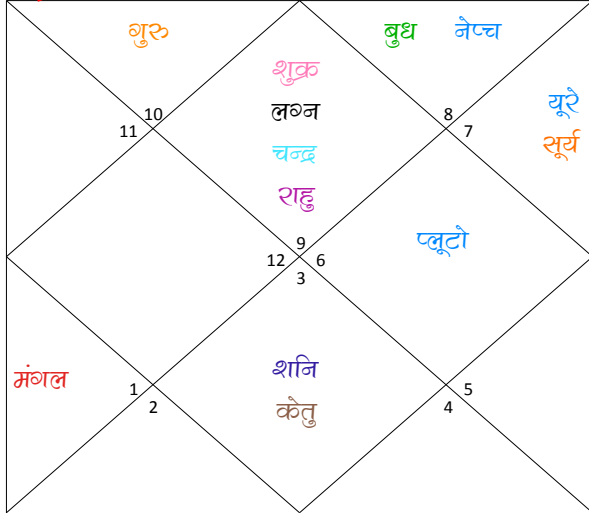 गुरु
बुध नेप्च
शुक्र
लग्न
चन्द्र
राहु
10
11
8
7
यूरे
सूर्य
प्लूटो
9
12 6
3
मंगल
शनि
केतु
1
2
5
4